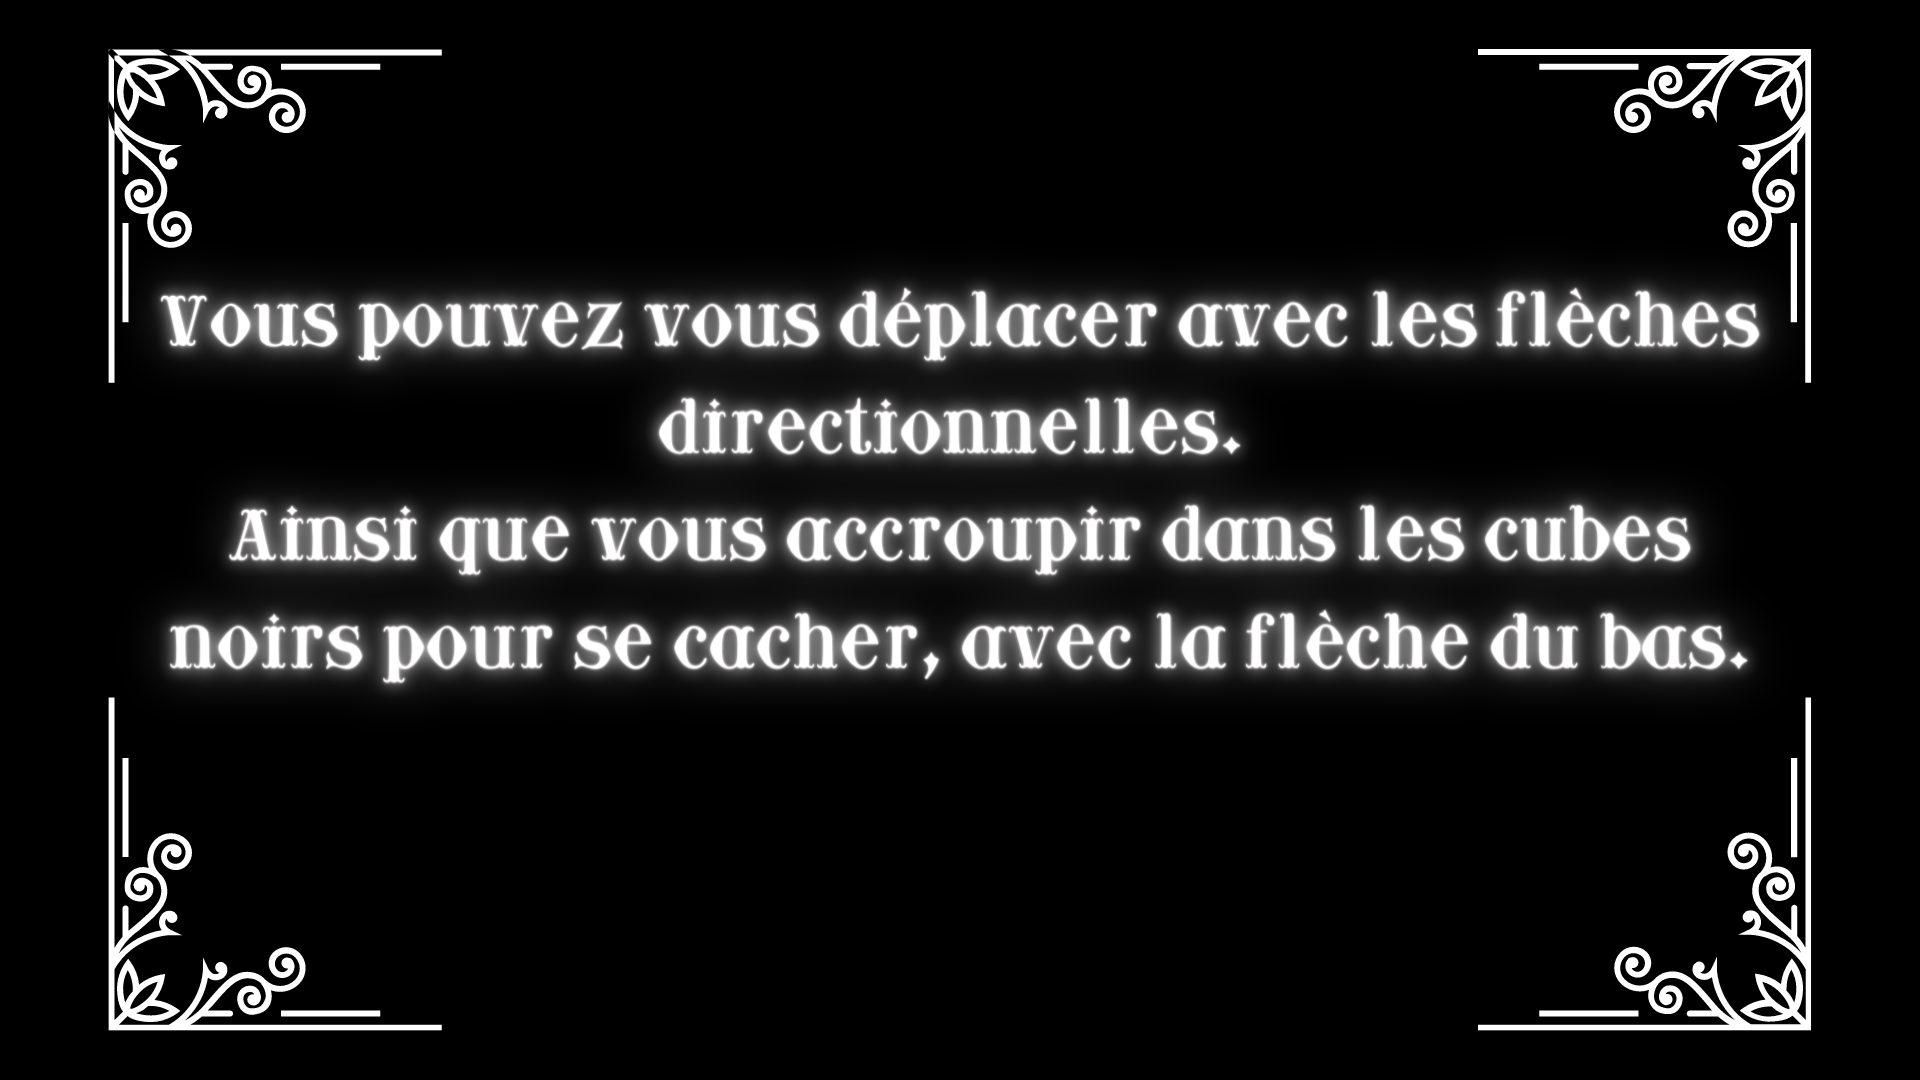 Vous pouvez vous déplacer avec les flèches
directionnelles.
Ainsi que vous accroupir dans les cubes
noirs pour se cacher, avec la flèche du bas.